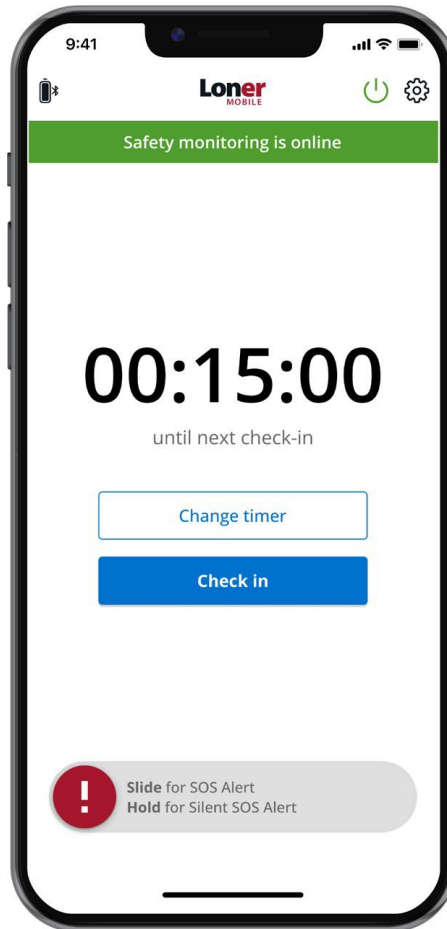 9:41
Loner
MOBILE
Safety monitoring is online
00:15:00
until next check-in
Change timer
Check in
!
Slide for SOS Alert
Hold for Silent SOS Alert